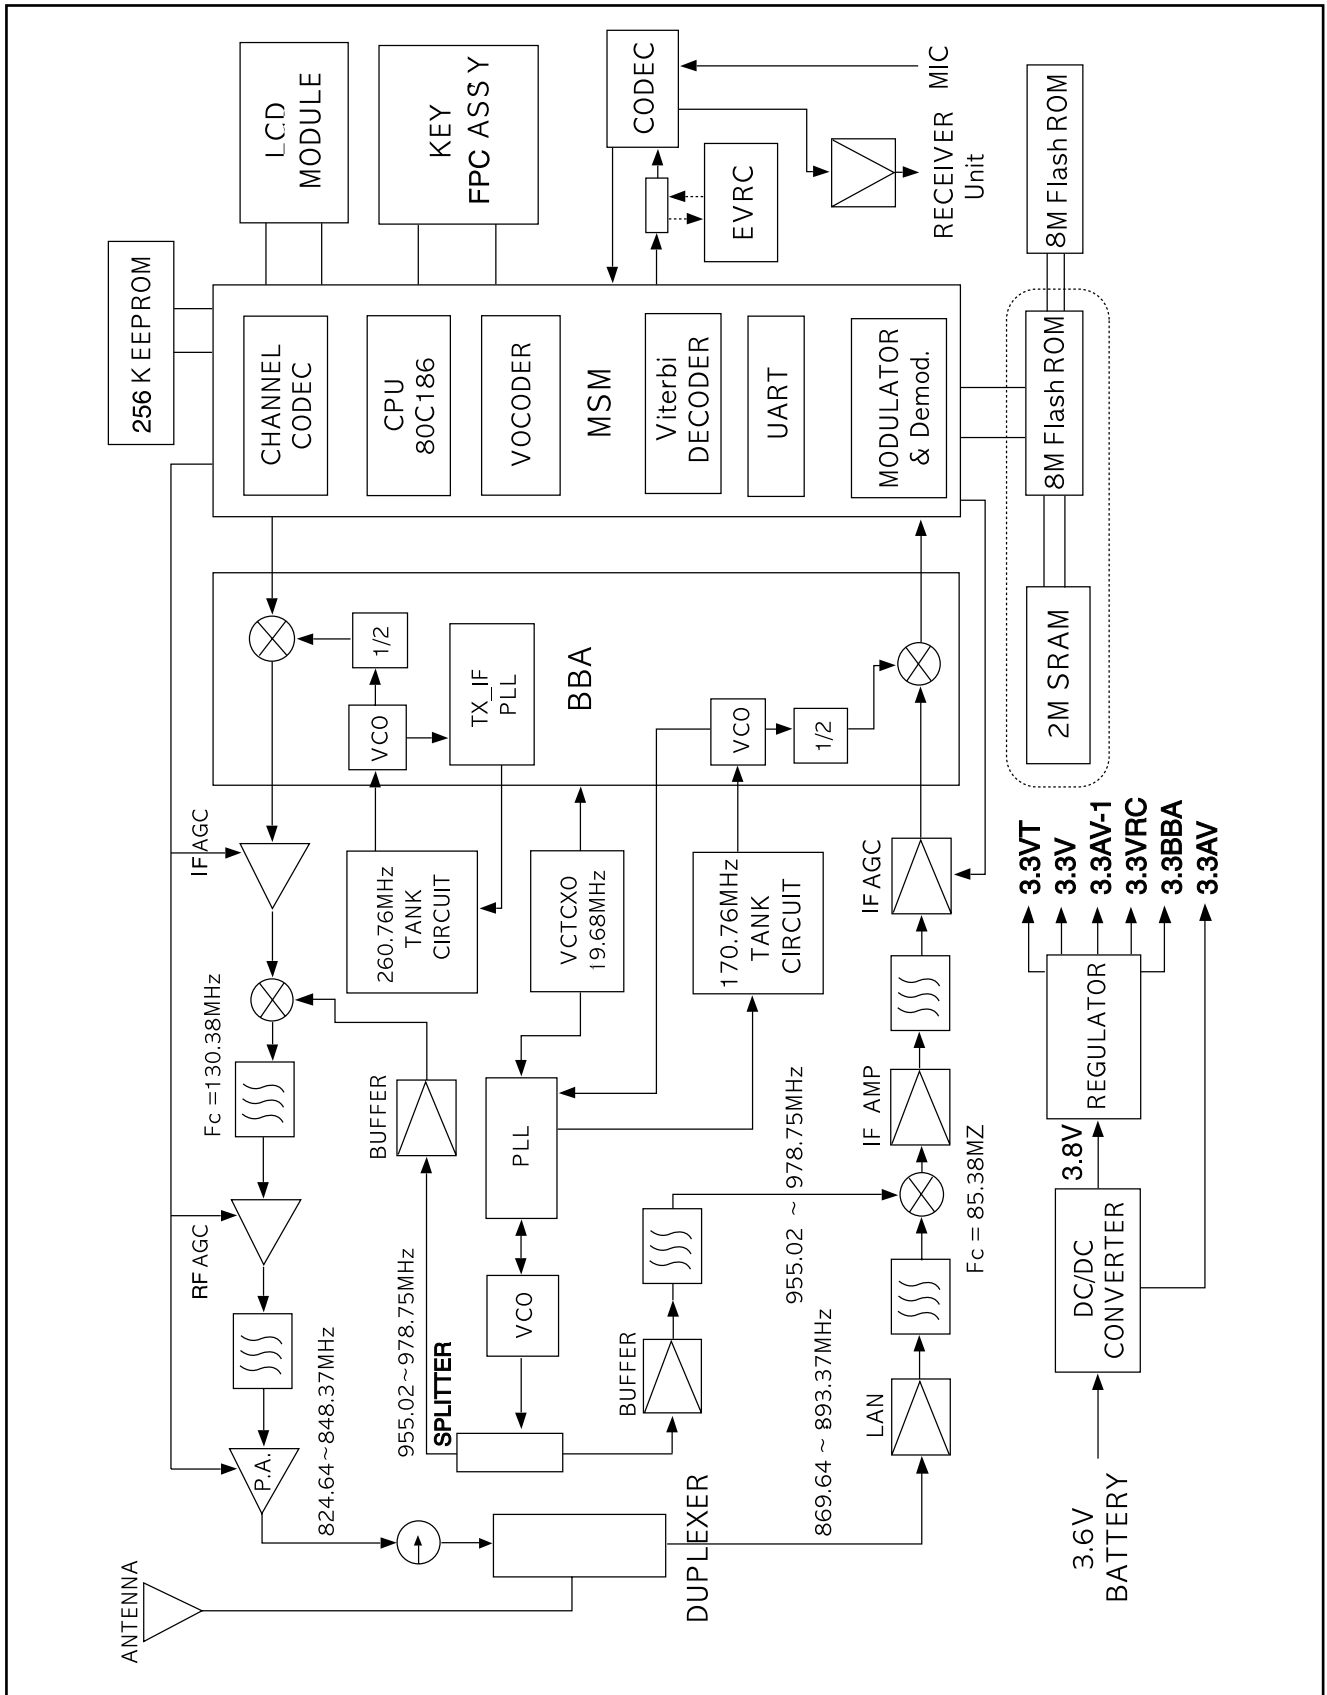 ANTENNA
P.A.
RF AGC
Fc =130.38MHz
IF AGC
256 K EEPROM
824.64~848.37MHz
955.02~978.75MHz
BUFFER
260.76MHz
TANK
CIRCUIT
VCO
1/2
TX_IF
PLL
CHANNEL
CODEC
CPU
80C186
LCD
MODULE
KEY
FPC ASSY
SPLITTER
VCO
PLL
VCTCXO
19.68MHz
BBA
VOCODER
MSM
DUPLEXER
BUFFER
955.02 ~ 978.75MHz
170.76MHz
TANK
CIRCUIT
VCO
1/2
Viterbi
DECODER
UART
CODEC
EVRC
869.64 ~ 893.37MHz
LAN
Fc = 85.38MZ
IF AMP
IF AGC
MODULATOR
& Demod.
RECEIVER
Unit
MIC
3.6V
BATTERY
DC/DC
CONVERTER
3.8V
REGULATOR
3.3VT
3.3V
3.3AV-1
3.3VRC
3.3BBA
3.3AV
2M SRAM
8M Flash ROM
8M Flash ROM